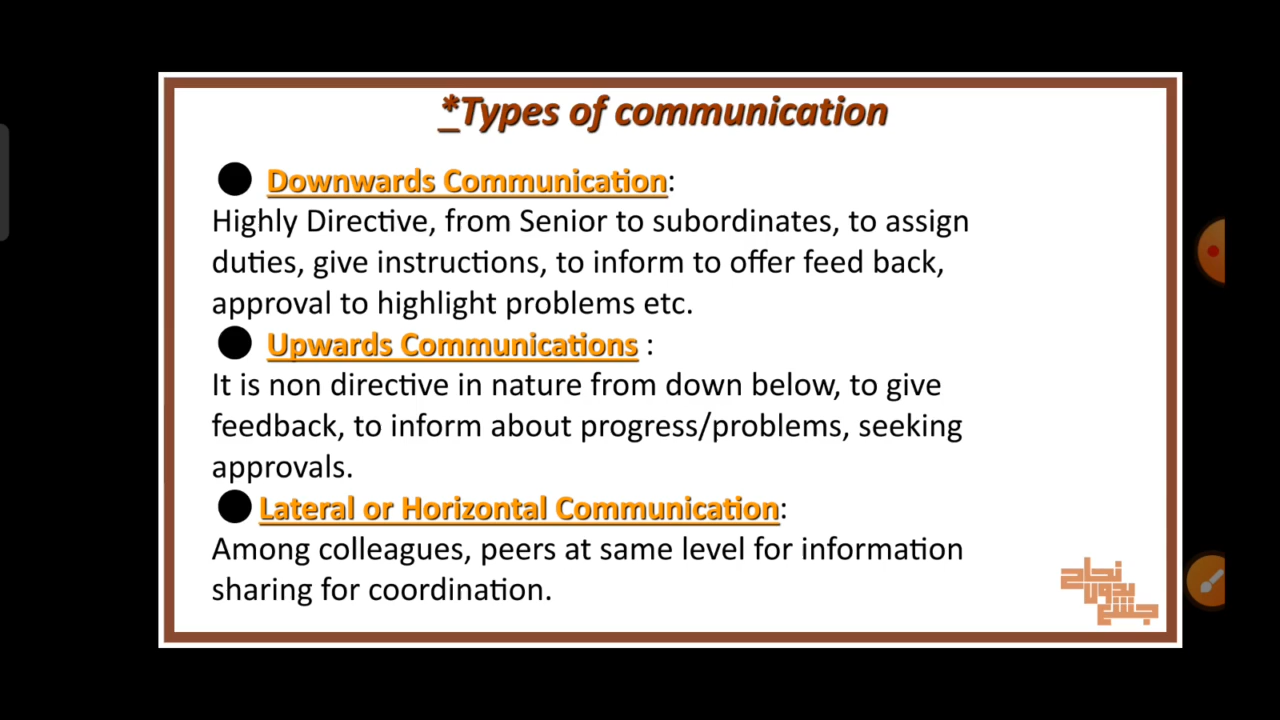 *Types of communication
● Downwards Communication:
Highly Directive, from Senior to subordinates, to assign
duties, give instructions, to inform to offer feed back,
approval to highlight problems etc.
● Upwards Communications :
It is non directive in nature from down below, to give
feedback, to inform about progress/problems, seeking
approvals.
● Lateral or Horizontal Communication:
Among colleagues, peers at same level for information
sharing for coordination.
نجاح
بدون
جشع